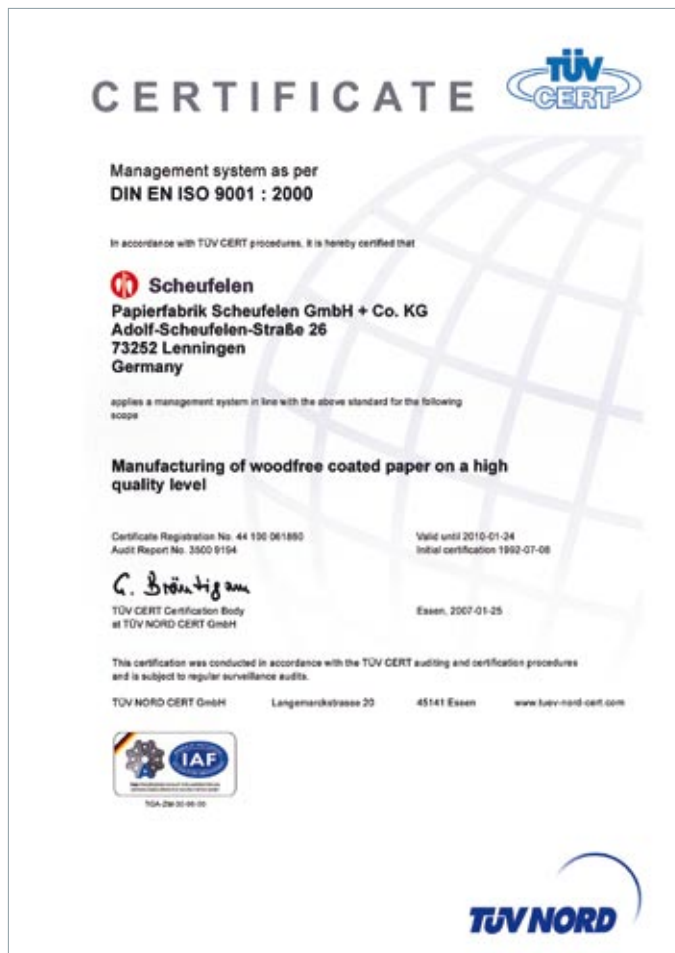 CERTIFICATE
TÜV
CERT
Management system as per
DIN EN ISO 9001 : 2000
In accordance with TÜV CERT procedures, it is hereby certified that
Scheufelen
Papierfabrik Scheufelen GmbH + Co. KG
Adolf-Scheufelen-Straße 26
73252 Lenningen
Germany
applies a management system in line with the above standard for the following
scope
Manufacturing of woodfree coated paper on a high
quality level
Certificate Registration No. 44 100 061880
Valid until 2010-01-24
Audit Report No. 3500 9194
Initial certification 1992-07-08
G. Bräutigam
TÜV CERT Certification Body
Essen, 2007-01-25
at TÜV NORD CERT GmbH
This certification was conducted in accordance with the TÜV CERT auditing and certification procedures
and is subject to regular surveillance audits.
TÜV NORD CERT GmbH Langemarckstrasse 20 45141 Essen www.tuev-nord-cert.com
IAF
TÜV NORD